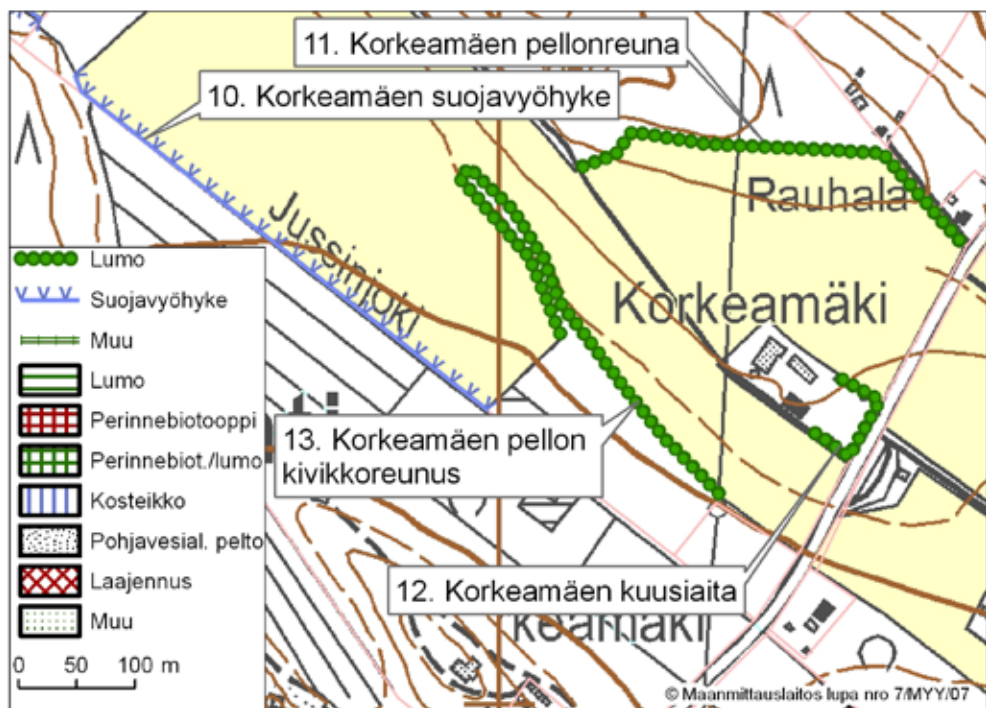 11. Korkeamäen pellonreuna
10. Korkeamäen suojavyöhyke
Rauhala
Jussinjoki
Korkeamäki
13. Korkeamäen pellon
kivikkoreunus
12. Korkeamäen kuusiaita
keamäki
Lumo
Suojavyöhyke
Muu
Lumo
Perinnebiotooppi
Perinnebiot./lumo
Kosteikko
Pohjavesial. pelto
Laajennus
Muu
0 50 100 m
© Maanmittauslaitos lupa nro 7/MYY/07